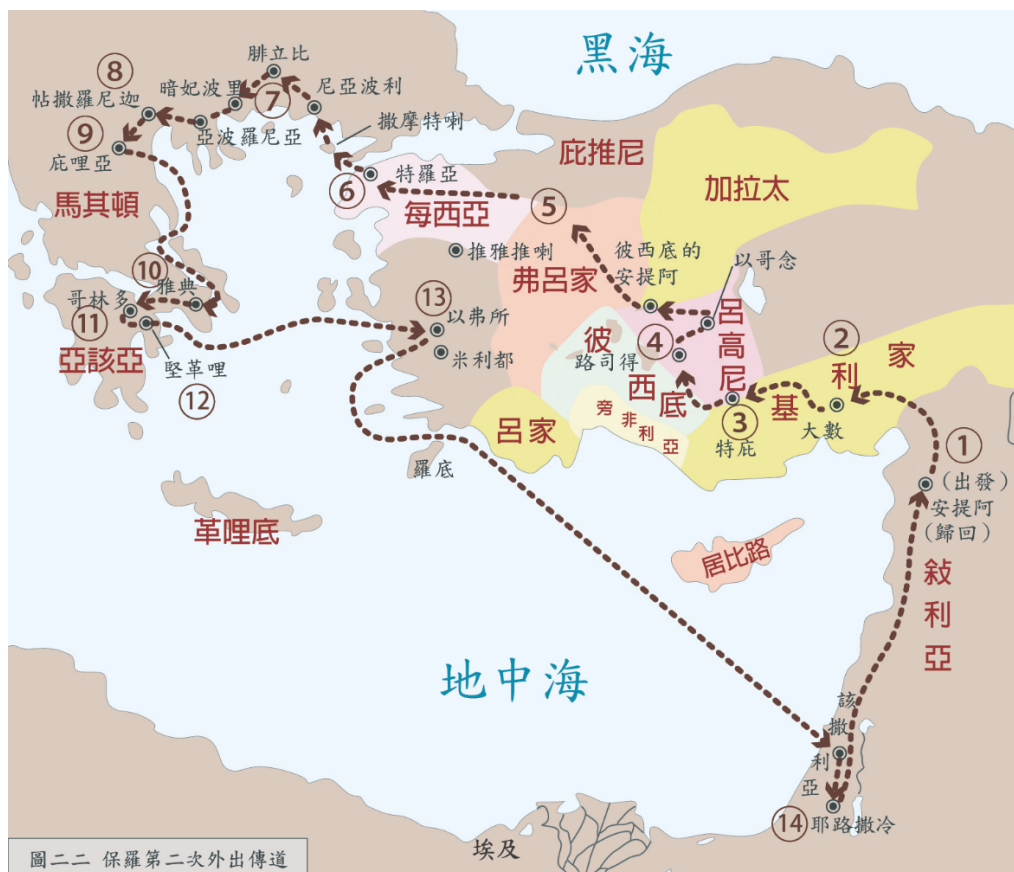 黑海
⑧
腓立比
暗妃波里
尼亞波利
帖撒羅尼迦
⑦
亞波羅尼亞
撒摩特喇
⑨
庇哩亞
庇推尼
加拉太
⑥
特羅亞
馬其頓
每西亞
⑤
推雅推喇
彼西底的
安提阿
以哥念
弗呂家
⑩
雅典
哥林多
⑪
亞該亞
堅革哩
⑫
⑬
以弗所
米利都
呂高尼
④
路司得
彼西底
②
基利家
③
特庇
大數
旁非利亞
呂家
羅底
①
(出發)
安提阿
(歸回)
革哩底
居比路
敍利亞
地中海
該撒利亞
⑭
耶路撒冷
埃及
圖二二 保羅第二次外出傳道